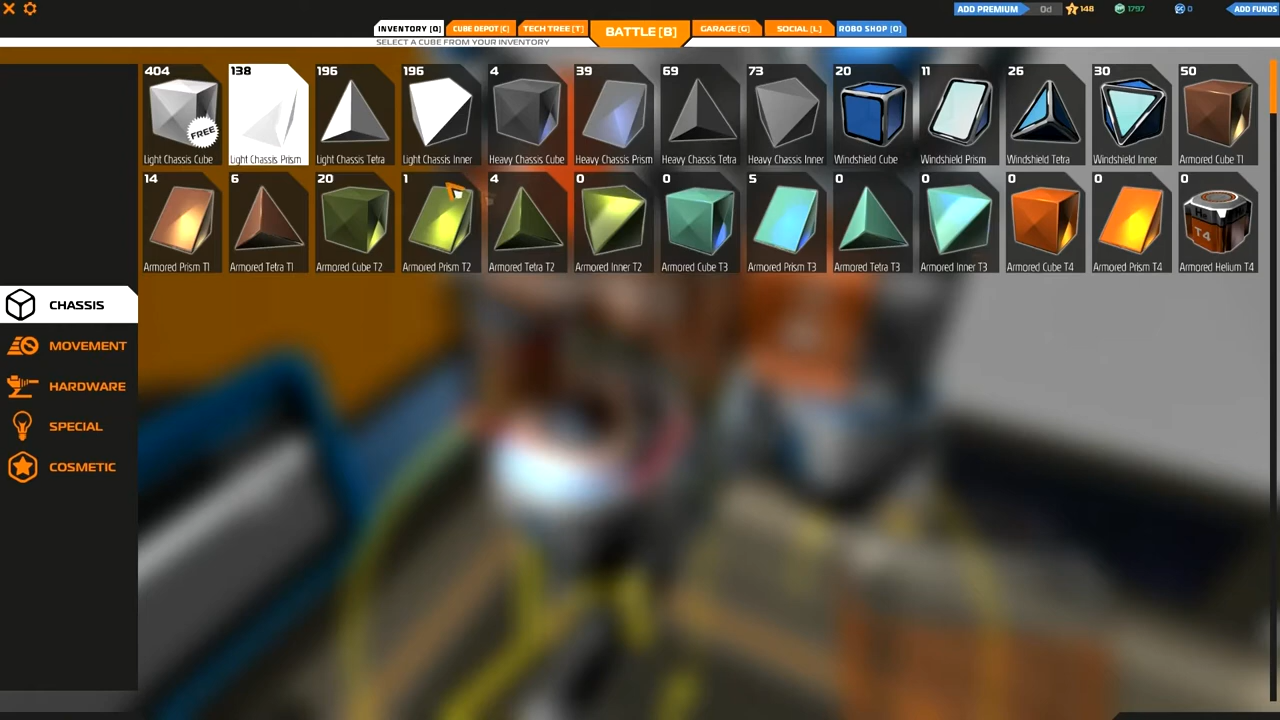 ADD PREMIUM 0d 148 1797 0 ADD FUNDS
INVENTORY [Q] CUBE DEPOT [C] TECH TREE [T] BATTLE [B] GARAGE [G] SOCIAL [L] ROBO SHOP [O]
SELECT A CUBE FROM YOUR INVENTORY
404 138 196 196 4 39 69 73 20 11 26 30 50
FREE
Light Chassis Cube Light Chassis Prism Light Chassis Tetra Light Chassis Inner Heavy Chassis Cube Heavy Chassis Prism Heavy Chassis Tetra Heavy Chassis Inner Windshield Cube Windshield Prism Windshield Tetra Windshield Inner Armored Cube T1
14 6 20 1 4 0 0 5 0 0 0 0 0
T4
Armored Prism T1 Armored Tetra T1 Armored Cube T2 Armored Prism T2 Armored Tetra T2 Armored Inner T2 Armored Cube T3 Armored Prism T3 Armored Tetra T3 Armored Inner T3 Armored Cube T4 Armored Prism T4 Armored Helium T4
CHASSIS
MOVEMENT
HARDWARE
SPECIAL
COSMETIC